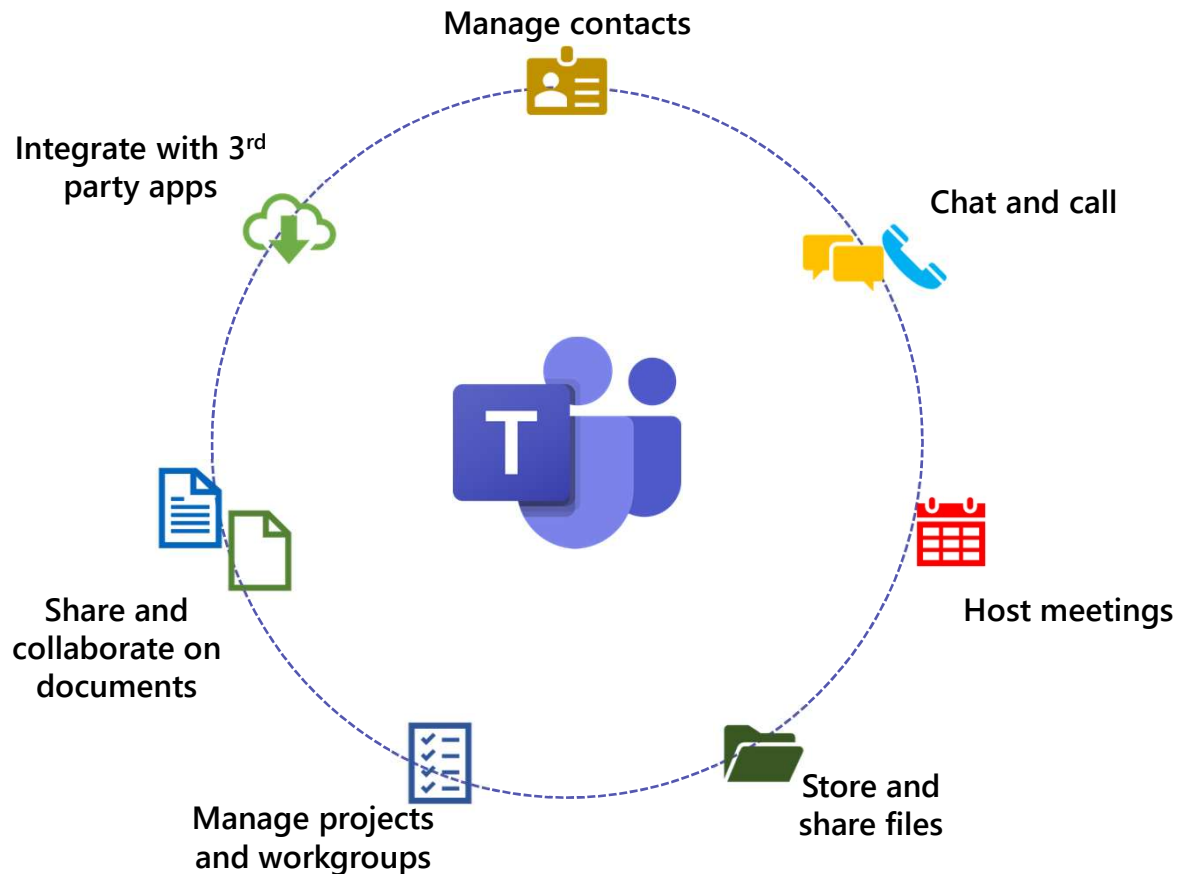 Manage contacts
Integrate with 3rd
party apps
Chat and call
T
Host meetings
Share and
collaborate on
documents
Store and
share files
Manage projects
and workgroups